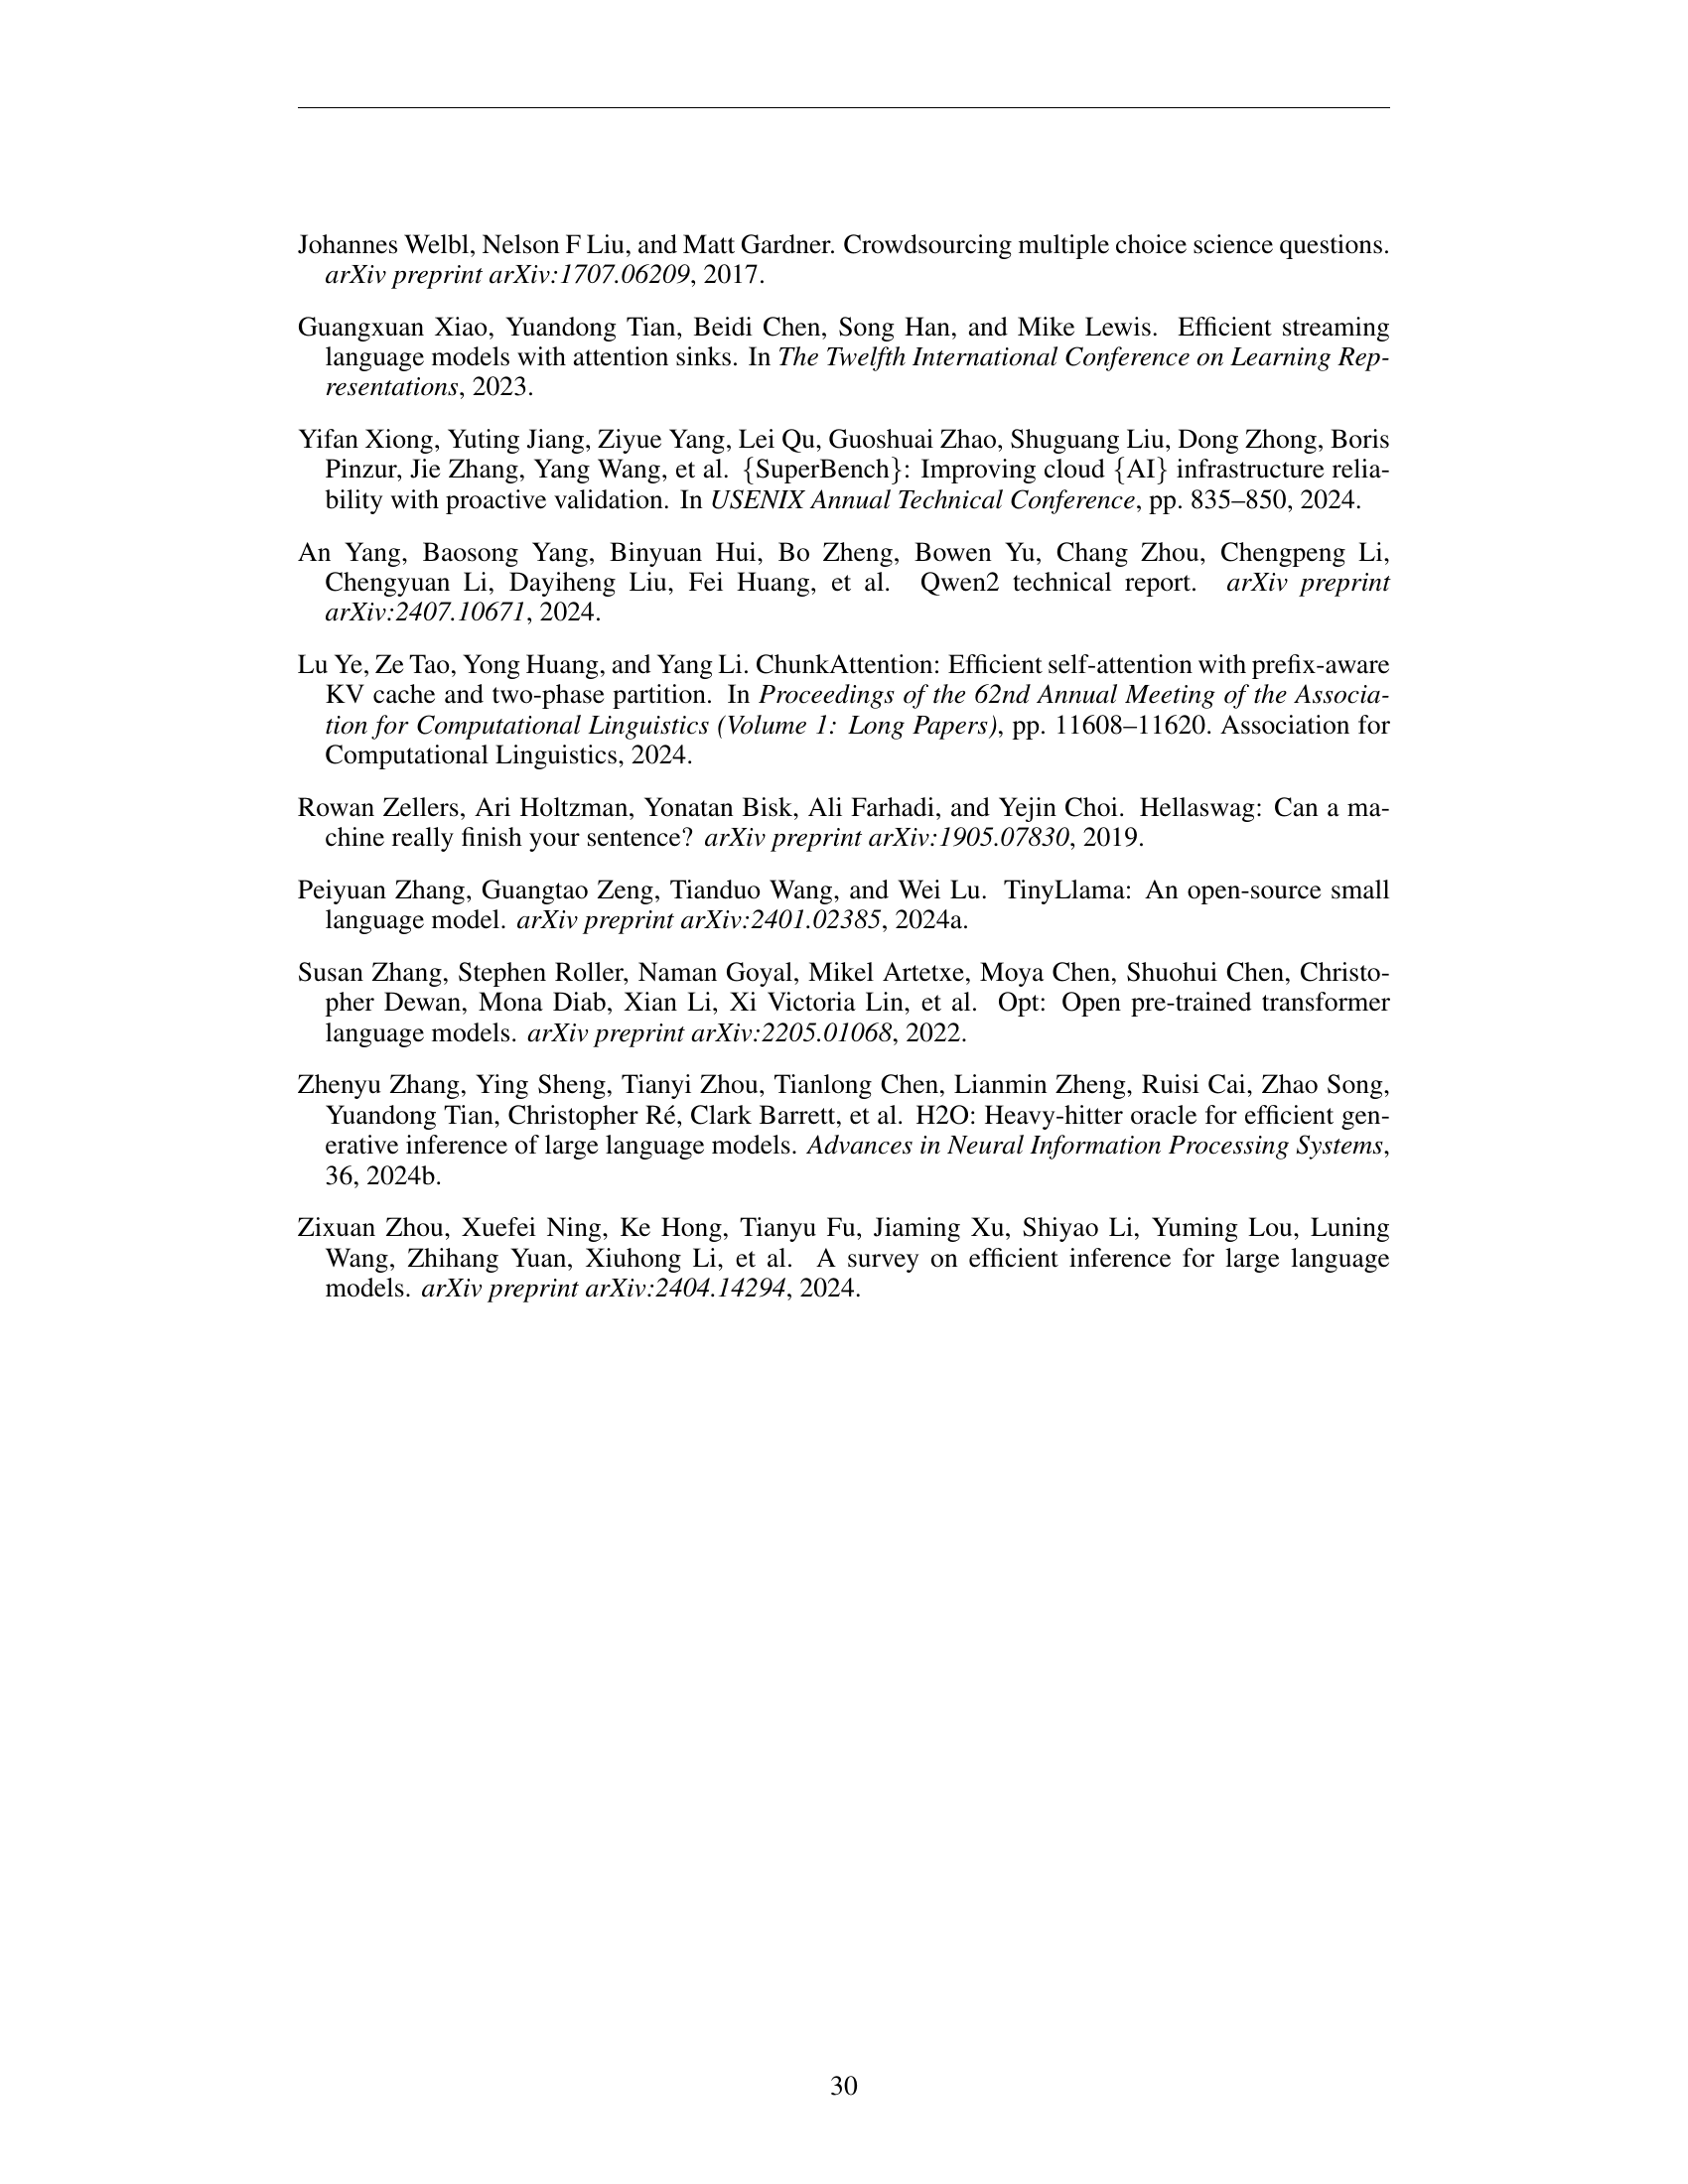 Johannes Welbl, Nelson F Liu, and Matt Gardner. Crowdsourcing multiple choice science questions.
arXiv preprint arXiv:1707.06209, 2017.
Guangxuan Xiao, Yuandong Tian, Beidi Chen, Song Han, and Mike Lewis. Efficient streaming
language models with attention sinks. In The Twelfth International Conference on Learning Rep-
resentations, 2023.
Yifan Xiong, Yuting Jiang, Ziyue Yang, Lei Qu, Guoshuai Zhao, Shuguang Liu, Dong Zhong, Boris
Pinzur, Jie Zhang, Yang Wang, et al. {SuperBench}: Improving cloud {AI} infrastructure relia-
bility with proactive validation. In USENIX Annual Technical Conference, pp. 835–850, 2024.
An Yang, Baosong Yang, Binyuan Hui, Bo Zheng, Bowen Yu, Chang Zhou, Chengpeng Li,
Chengyuan Li, Dayiheng Liu, Fei Huang, et al. Qwen2 technical report. arXiv preprint
arXiv:2407.10671, 2024.
Lu Ye, Ze Tao, Yong Huang, and Yang Li. ChunkAttention: Efficient self-attention with prefix-aware
KV cache and two-phase partition. In Proceedings of the 62nd Annual Meeting of the Associa-
tion for Computational Linguistics (Volume 1: Long Papers), pp. 11608–11620. Association for
Computational Linguistics, 2024.
Rowan Zellers, Ari Holtzman, Yonatan Bisk, Ali Farhadi, and Yejin Choi. Hellaswag: Can a ma-
chine really finish your sentence? arXiv preprint arXiv:1905.07830, 2019.
Peiyuan Zhang, Guangtao Zeng, Tianduo Wang, and Wei Lu. TinyLlama: An open-source small
language model. arXiv preprint arXiv:2401.02385, 2024a.
Susan Zhang, Stephen Roller, Naman Goyal, Mikel Artetxe, Moya Chen, Shuohui Chen, Christo-
pher Dewan, Mona Diab, Xian Li, Xi Victoria Lin, et al. Opt: Open pre-trained transformer
language models. arXiv preprint arXiv:2205.01068, 2022.
Zhenyu Zhang, Ying Sheng, Tianyi Zhou, Tianlong Chen, Lianmin Zheng, Ruisi Cai, Zhao Song,
Yuandong Tian, Christopher Ré, Clark Barrett, et al. H2O: Heavy-hitter oracle for efficient gen-
erative inference of large language models. Advances in Neural Information Processing Systems,
36, 2024b.
Zixuan Zhou, Xuefei Ning, Ke Hong, Tianyu Fu, Jiaming Xu, Shiyao Li, Yuming Lou, Luning
Wang, Zhihang Yuan, Xiuhong Li, et al. A survey on efficient inference for large language
models. arXiv preprint arXiv:2404.14294, 2024.
30